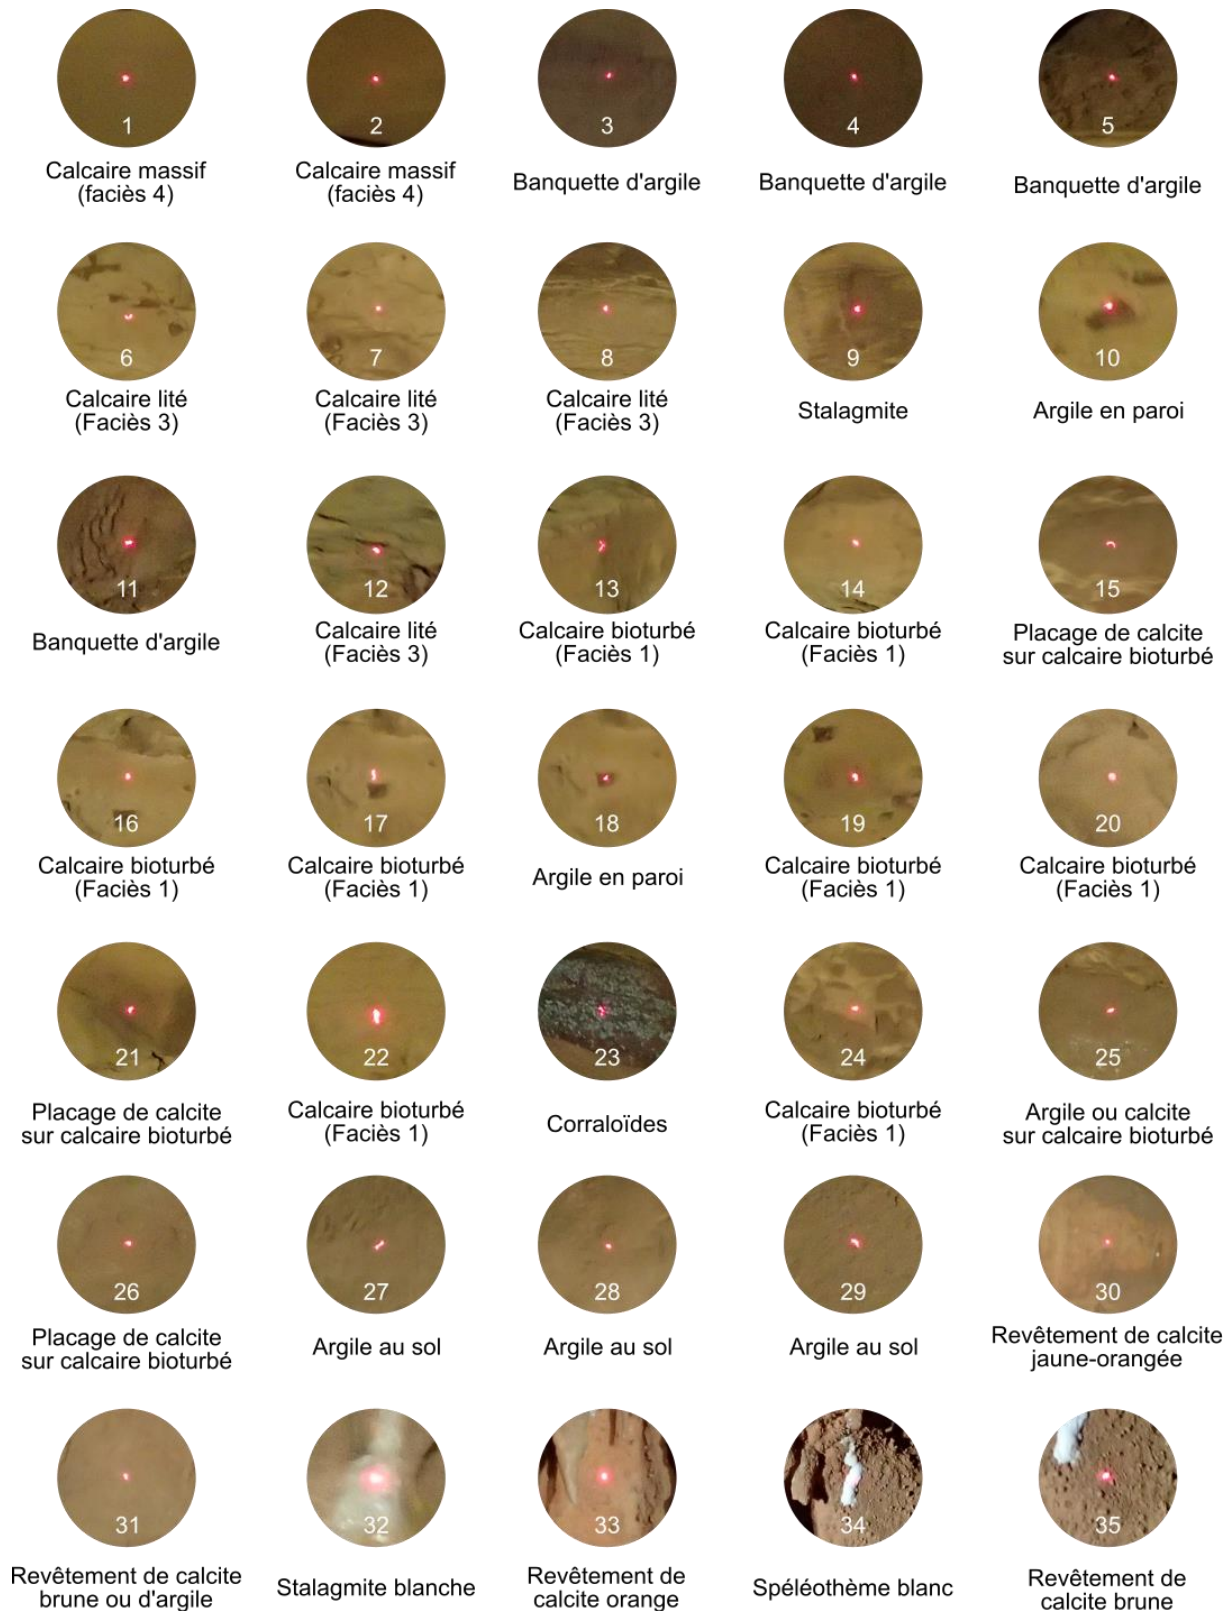 1
2
3
4
5
Calcaire massif
(faciès 4)
Calcaire massif
(faciès 4)
Banquette d'argile
Banquette d'argile
Banquette d'argile
6
7
8
9
10
Calcaire lité
(Faciès 3)
Calcaire lité
(Faciès 3)
Calcaire lité
(Faciès 3)
Stalagmite
Argile en paroi
11
12
13
14
15
Banquette d'argile
Calcaire lité
(Faciès 3)
Calcaire bioturbé
(Faciès 1)
Calcaire bioturbé
(Faciès 1)
Placage de calcite
sur calcaire bioturbé
16
17
18
19
20
Calcaire bioturbé
(Faciès 1)
Calcaire bioturbé
(Faciès 1)
Argile en paroi
Calcaire bioturbé
(Faciès 1)
Calcaire bioturbé
(Faciès 1)
21
22
23
24
25
Placage de calcite
sur calcaire bioturbé
Calcaire bioturbé
(Faciès 1)
Corraloïdes
Calcaire bioturbé
(Faciès 1)
Argile ou calcite
sur calcaire bioturbé
26
27
28
29
30
Placage de calcite
sur calcaire bioturbé
Argile au sol
Argile au sol
Argile au sol
Revêtement de calcite
jaune-orangée
31
32
33
34
35
Revêtement de calcite
brune ou d'argile
Stalagmite blanche
Revêtement de
calcite orange
Spéléothème blanc
Revêtement de
calcite brune